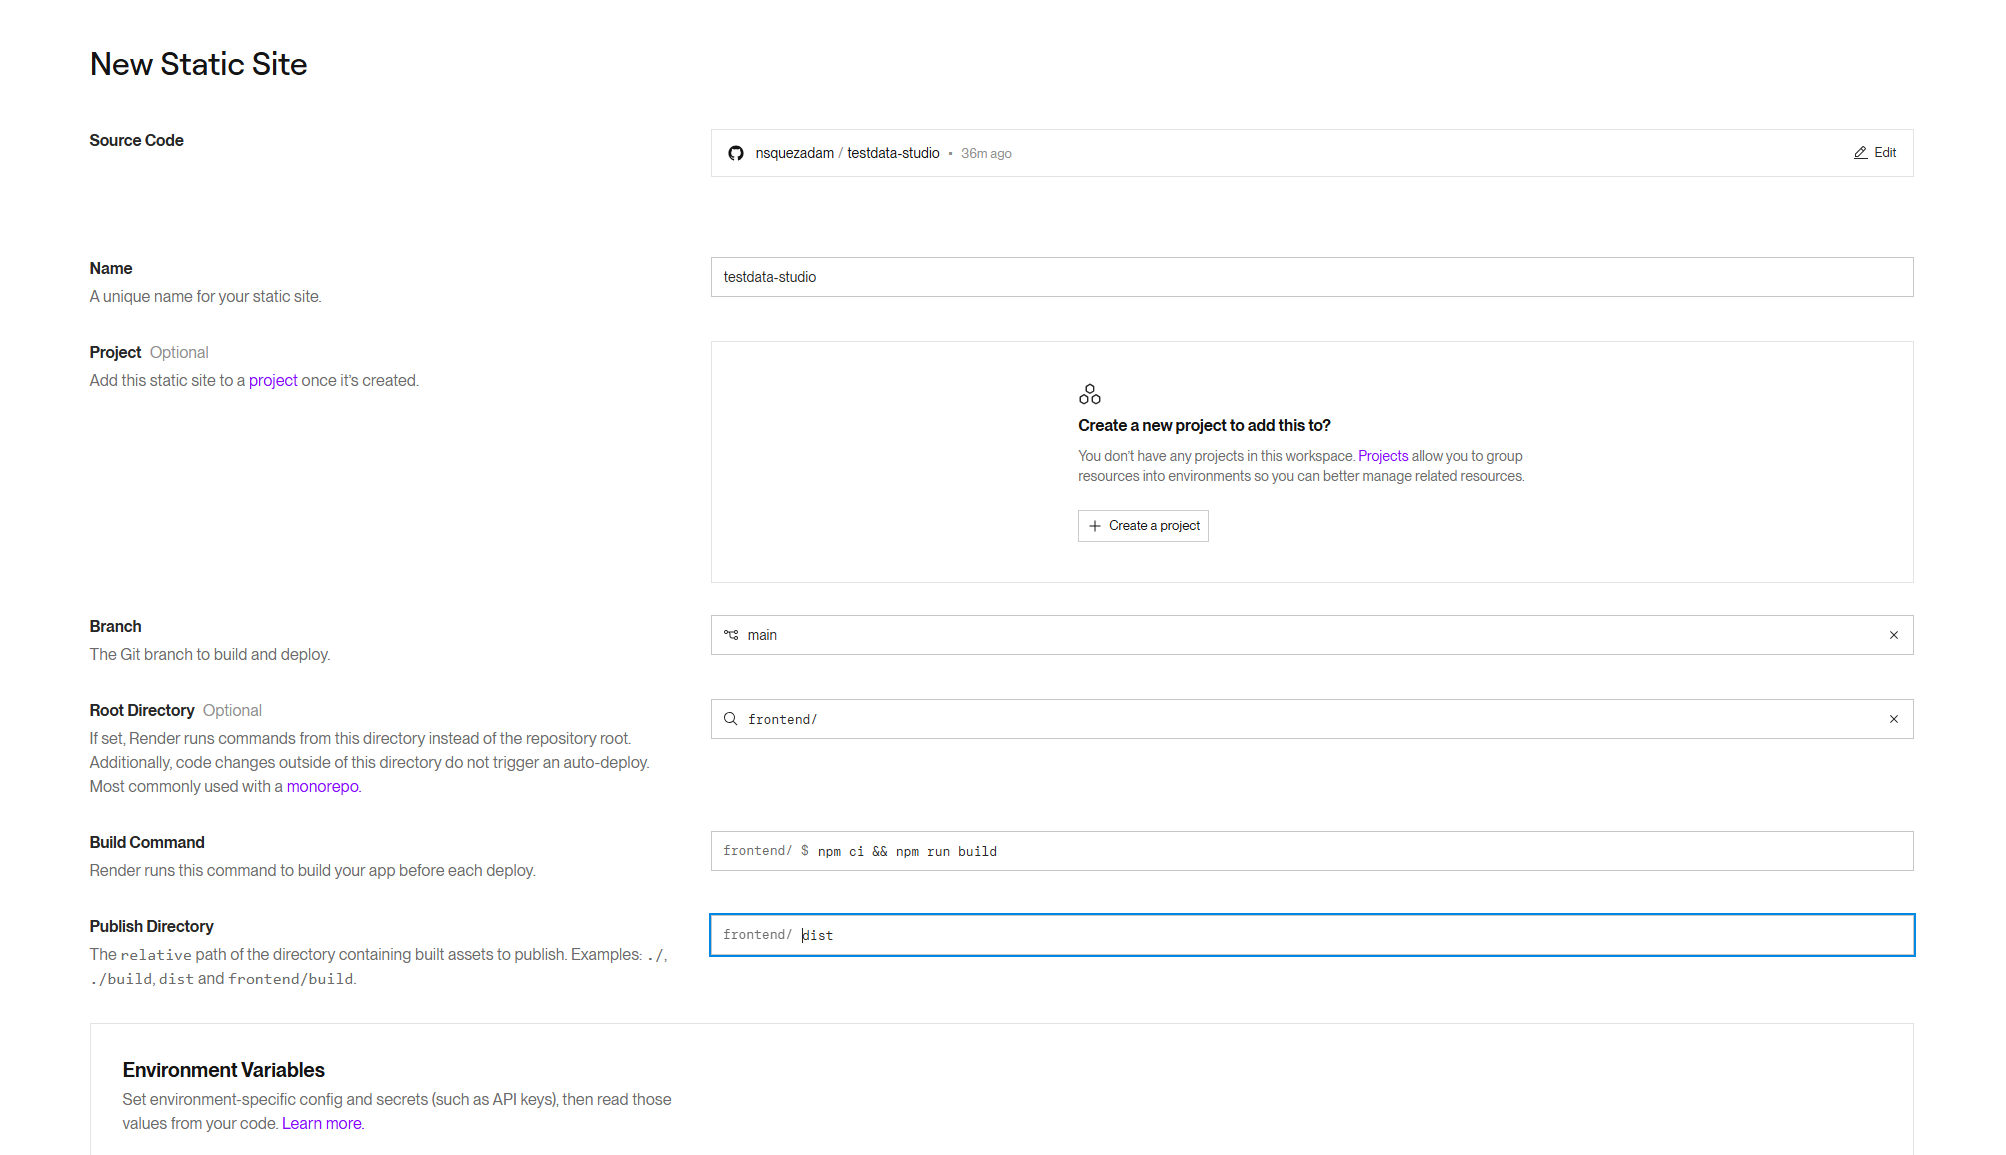 New Static Site
Source Code
nsquezadam / testdata-studio • 36m ago
Edit
Name
A unique name for your static site.
testdata-studio
Project Optional
Add this static site to a project once it's created.
Create a new project to add this to?
You don't have any projects in this workspace. Projects allow you to group
resources into environments so you can better manage related resources.
+ Create a project
Branch
The Git branch to build and deploy.
main
Root Directory Optional
If set, Render runs commands from this directory instead of the repository root.
Additionally, code changes outside of this directory do not trigger an auto-deploy.
Most commonly used with a monorepo.
frontend/
Build Command
Render runs this command to build your app before each deploy.
frontend/ $ npm ci && npm run build
Publish Directory
The relative path of the directory containing built assets to publish. Examples: ./,
./build, dist and frontend/build.
frontend/ dist
Environment Variables
Set environment-specific config and secrets (such as API keys), then read those
values from your code. Learn more.